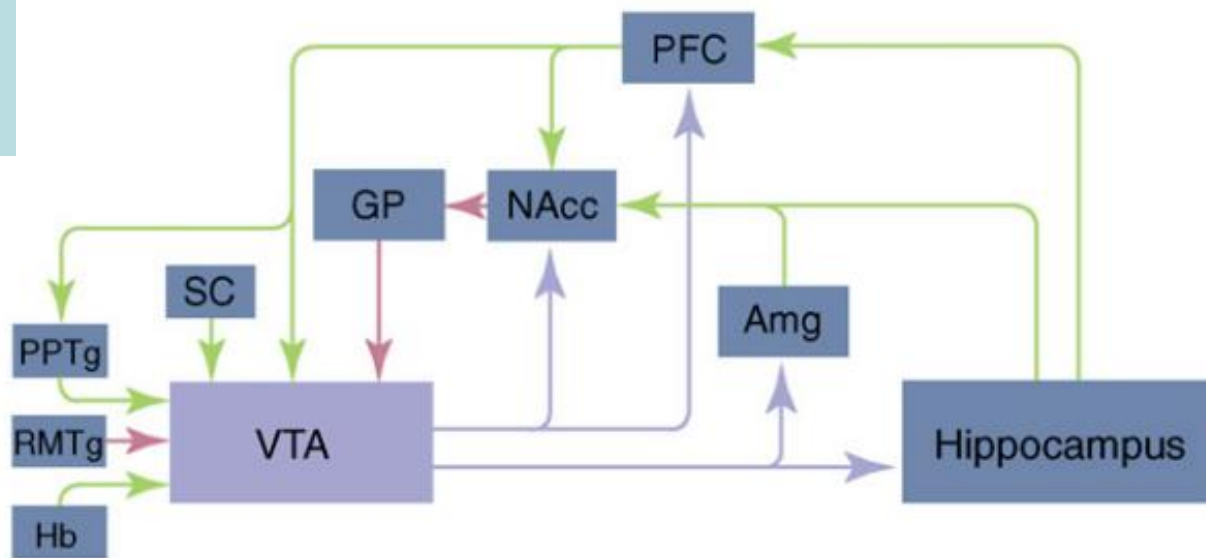 PFC
GP
NAcc
SC
Amg
PPTg
RMTg
VTA
Hippocampus
Hb